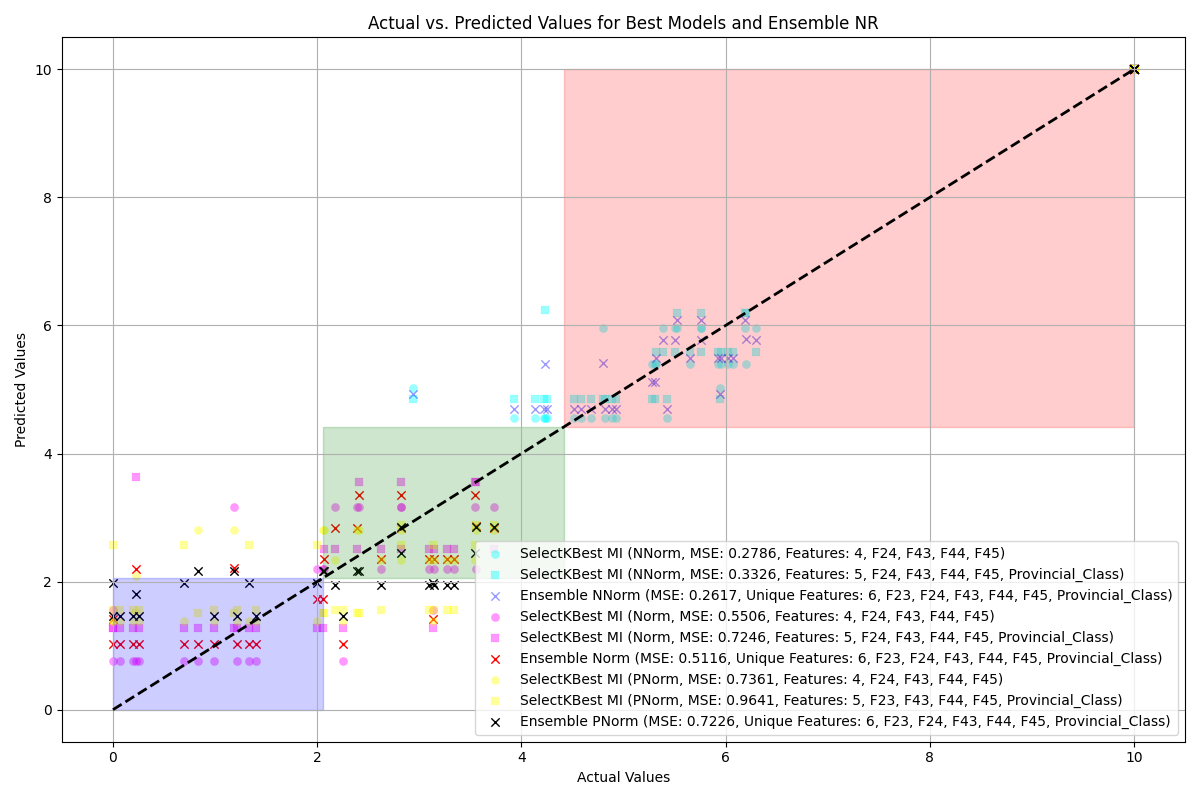 Actual vs. Predicted Values for Best Models and Ensemble NR
10
8
6
4
2
0
Predicted Values
SelectKBest MI (NNorm, MSE: 0.2786, Features: 4, F24, F43, F44, F45)
SelectKBest MI (NNorm, MSE: 0.3326, Features: 5, F24, F43, F44, F45, Provincial_Class)
Ensemble NNorm (MSE: 0.2617, Unique Features: 6, F23, F24, F43, F44, F45, Provincial_Class)
SelectKBest MI (Norm, MSE: 0.5506, Features: 4, F24, F43, F44, F45)
SelectKBest MI (Norm, MSE: 0.7246, Features: 5, F24, F43, F44, F45, Provincial_Class)
Ensemble Norm (MSE: 0.5116, Unique Features: 6, F23, F24, F43, F44, F45, Provincial_Class)
SelectKBest MI (PNorm, MSE: 0.7361, Features: 4, F24, F43, F44, F45)
SelectKBest MI (PNorm, MSE: 0.9641, Features: 5, F23, F43, F44, F45, Provincial_Class)
Ensemble PNorm (MSE: 0.7226, Unique Features: 6, F23, F24, F43, F44, F45, Provincial_Class)
0 2 4 6 8 10
Actual Values